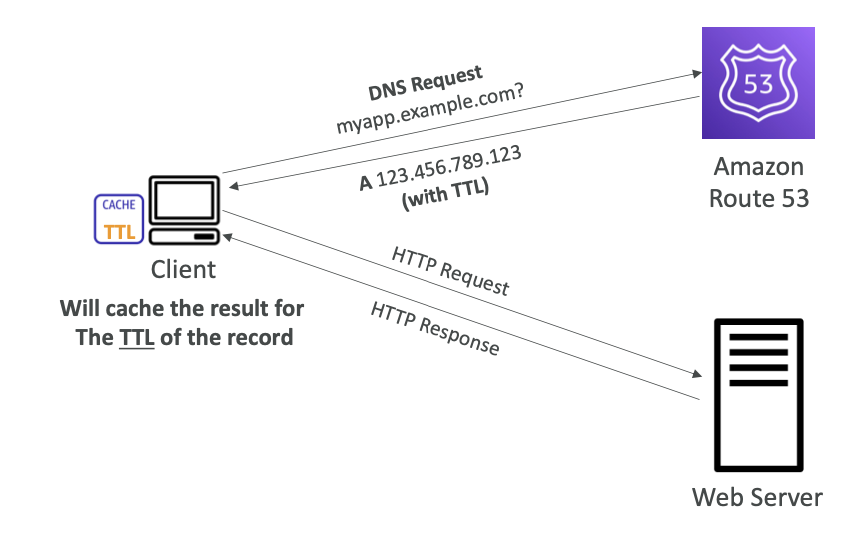 DNS Request
myapp.example.com?
53
A 123.456.789.123
(with TTL)
Amazon
Route 53
CACHE
TTL
Client
Will cache the result for
The TTL of the record
HTTP Request
HTTP Response
Web Server